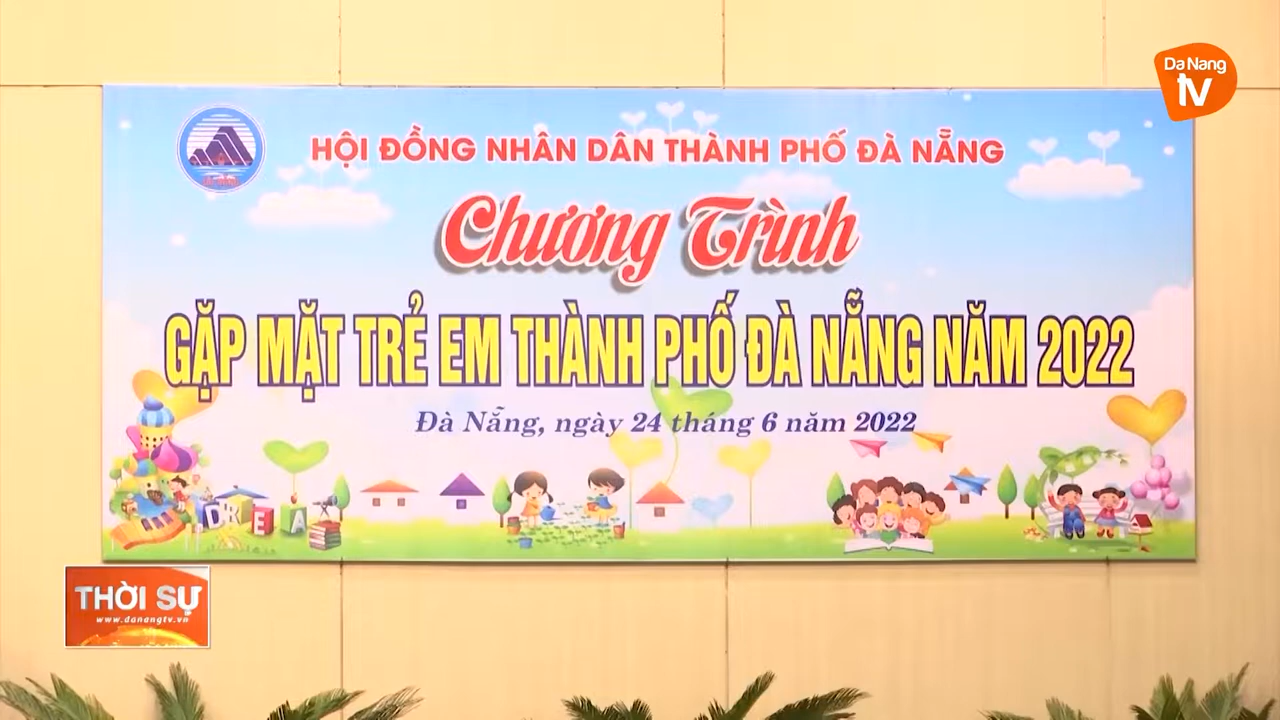 Da Nang
tv
HỘI ĐỒNG NHÂN DÂN THÀNH PHỐ ĐÀ NẴNG
Chương Trình
GẶP MẶT TRẺ EM THÀNH PHỐ ĐÀ NẴNG NĂM 2022
Đà Nẵng, ngày 24 tháng 6 năm 2022
DREA
THỜI SỰ
www.danangtv.vn